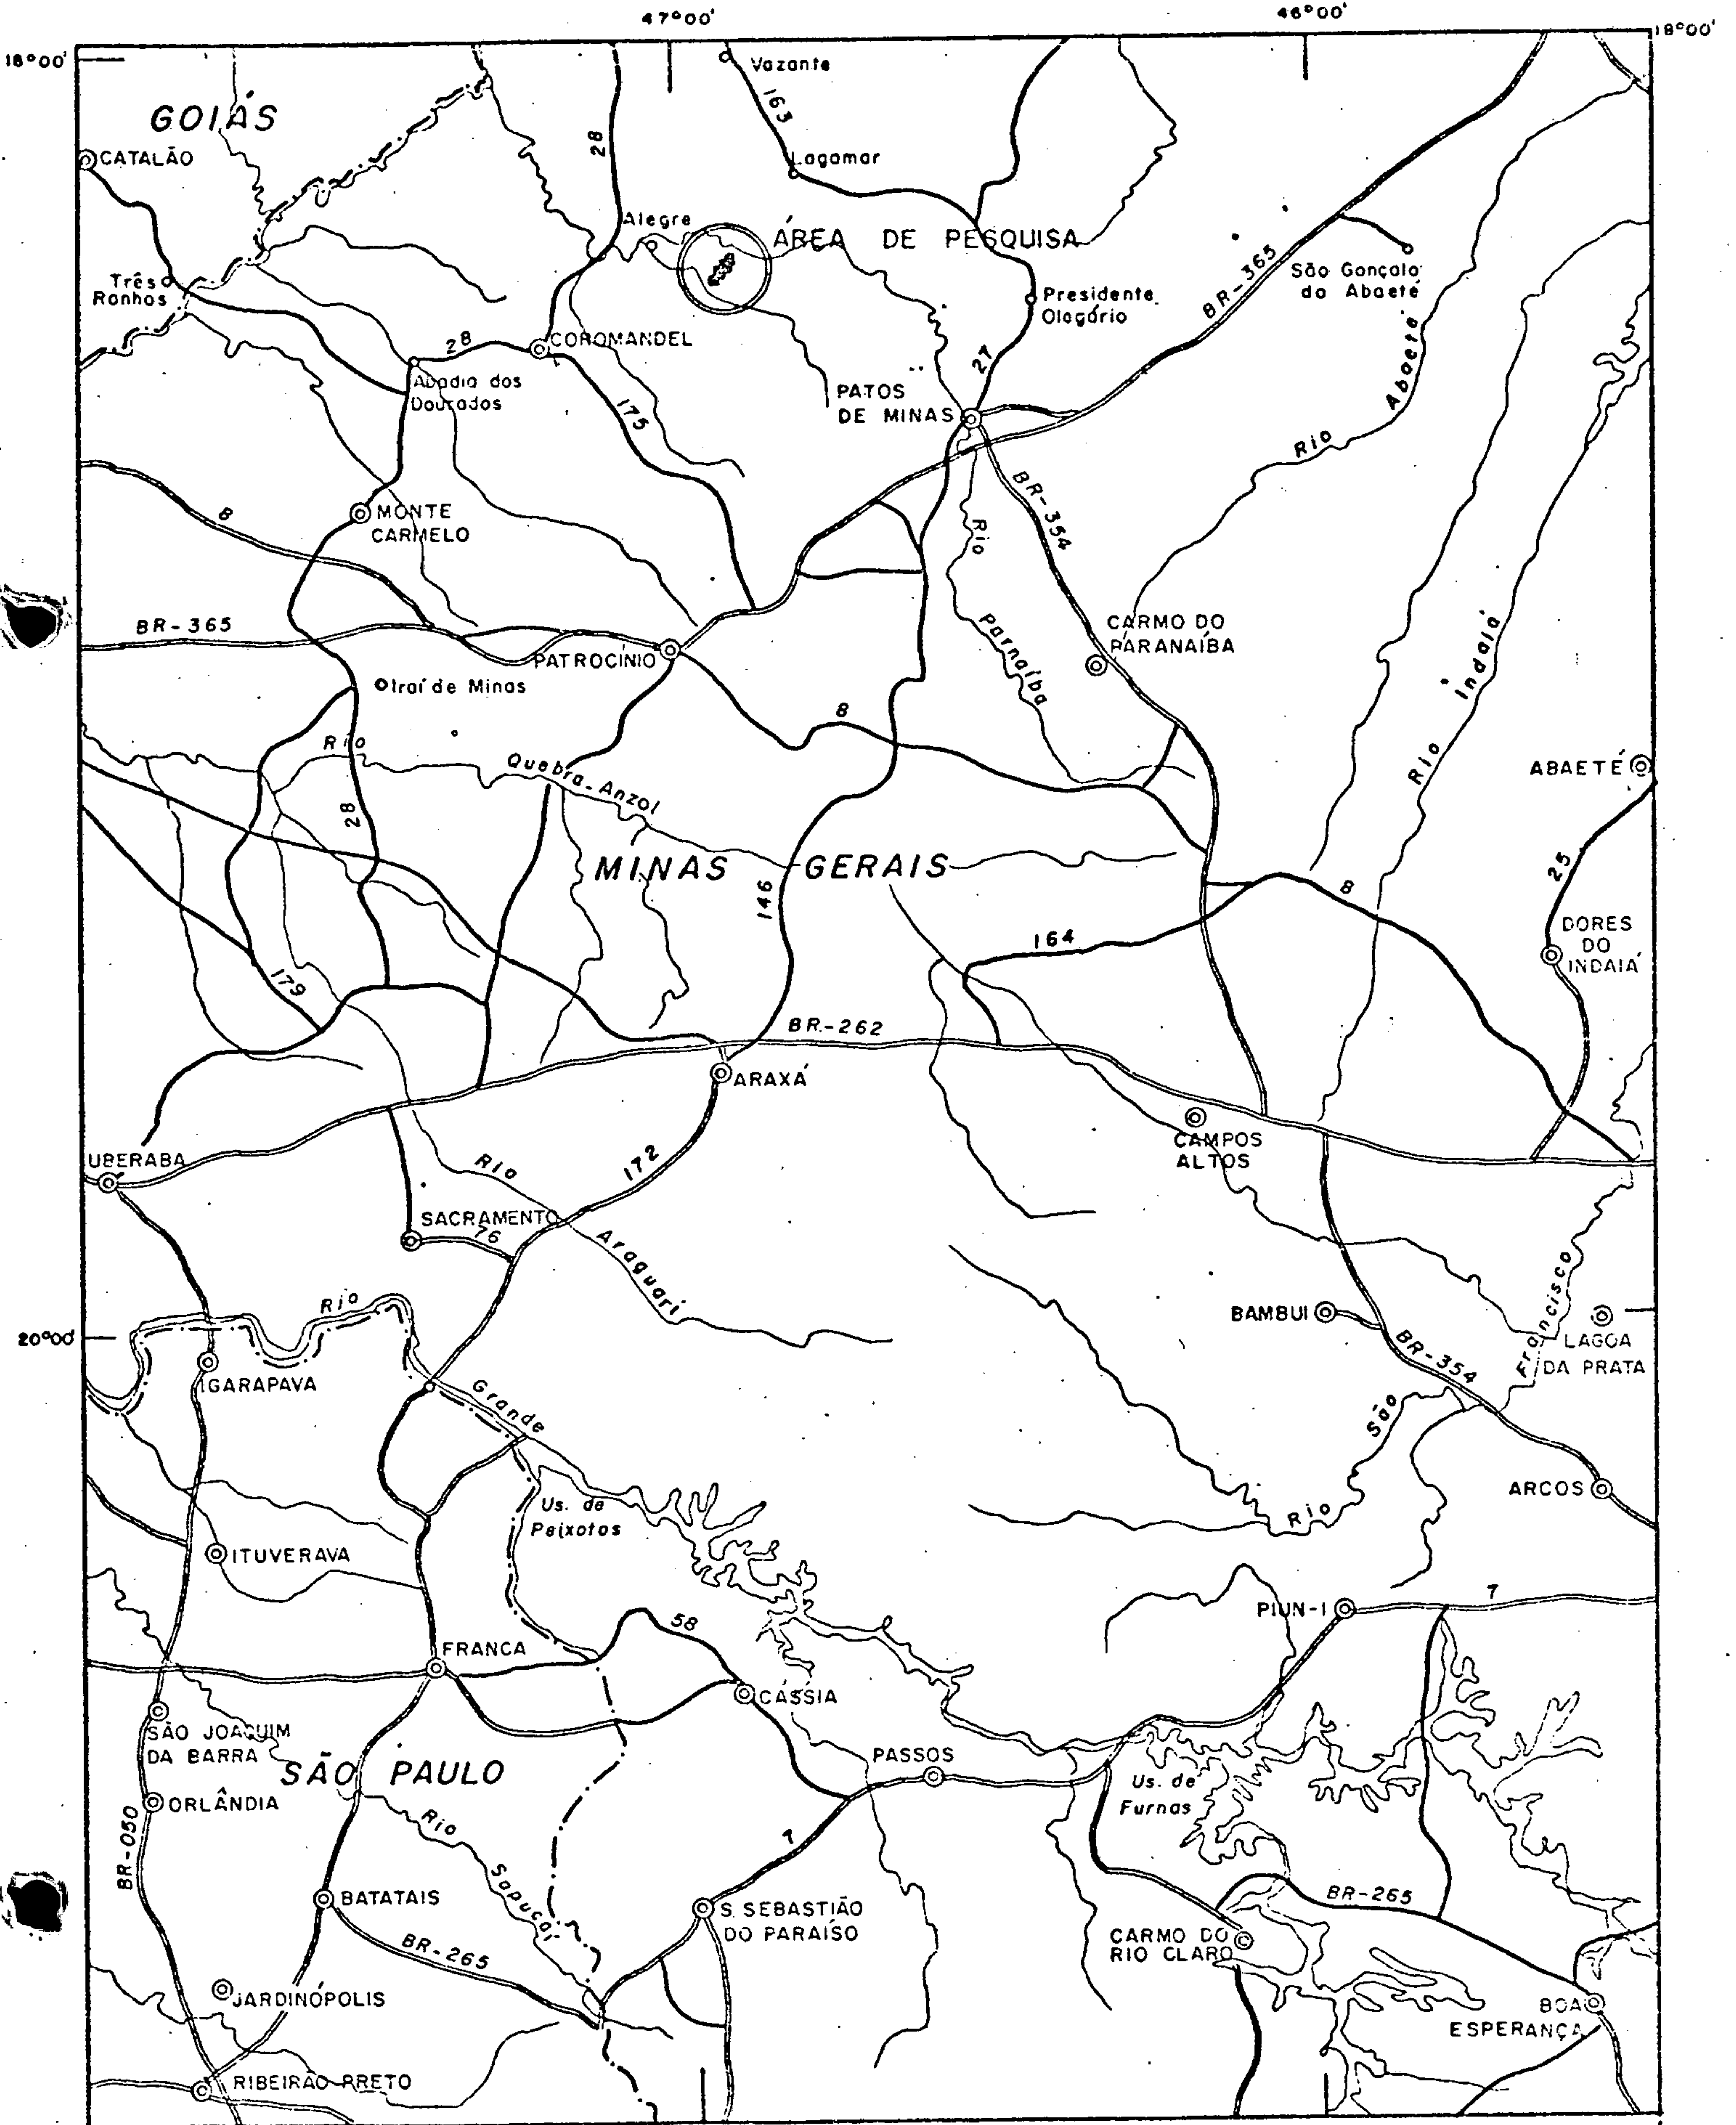 47°00'
46°00'
18°00'
18°00'
Vazante
GOIÁS
163
28
CATALÃO
Lagamar
Alegre
ÁREA DE PESQUISA
Três
Ranhos
BR-365
São Gonçalo
do Abaeté
Presidente
Olegário
28
COROMANDEL
27
Abadia dos
Dourados
PATOS
DE MINAS
175
Rio
Abaeté
BR-354
8
MONTE
CARMELO
Rio
Parnaíba
BR-365
CARMO DO
PARANAÍBA
PATROCÍNIO
Iraí de Minas
Rio
Indaiá
8
Rio
Quebra-Anzol
ABAETÉ
28
MINAS GERAIS
146
8
25
164
DORES
DO
INDAIÁ
179
BR-262
ARAXÁ
CAMPOS
ALTOS
UBERABA
Rio
172
SACRAMENTO
76
Araguari
Rio
BAMBUI
Francisco
20°00'
LAGOA
DA PRATA
BR-354
IGARAPAVA
Grande
São
Us. de
Peixotos
Rio
ARCOS
ITUVERAVA
PIUN-I
7
58
FRANCA
CÁSSIA
SÃO JOAQUIM
DA BARRA
SÃO PAULO
PASSOS
Us. de
Furnas
ORLÂNDIA
BR-050
Rio
Sapucaí
7
BATATAIS
S. SEBASTIÃO
DO PARAÍSO
BR-265
BR-265
CARMO DO
RIO CLARO
JARDINÓPOLIS
BOA
ESPERANÇA
RIBEIRÃO PRETO